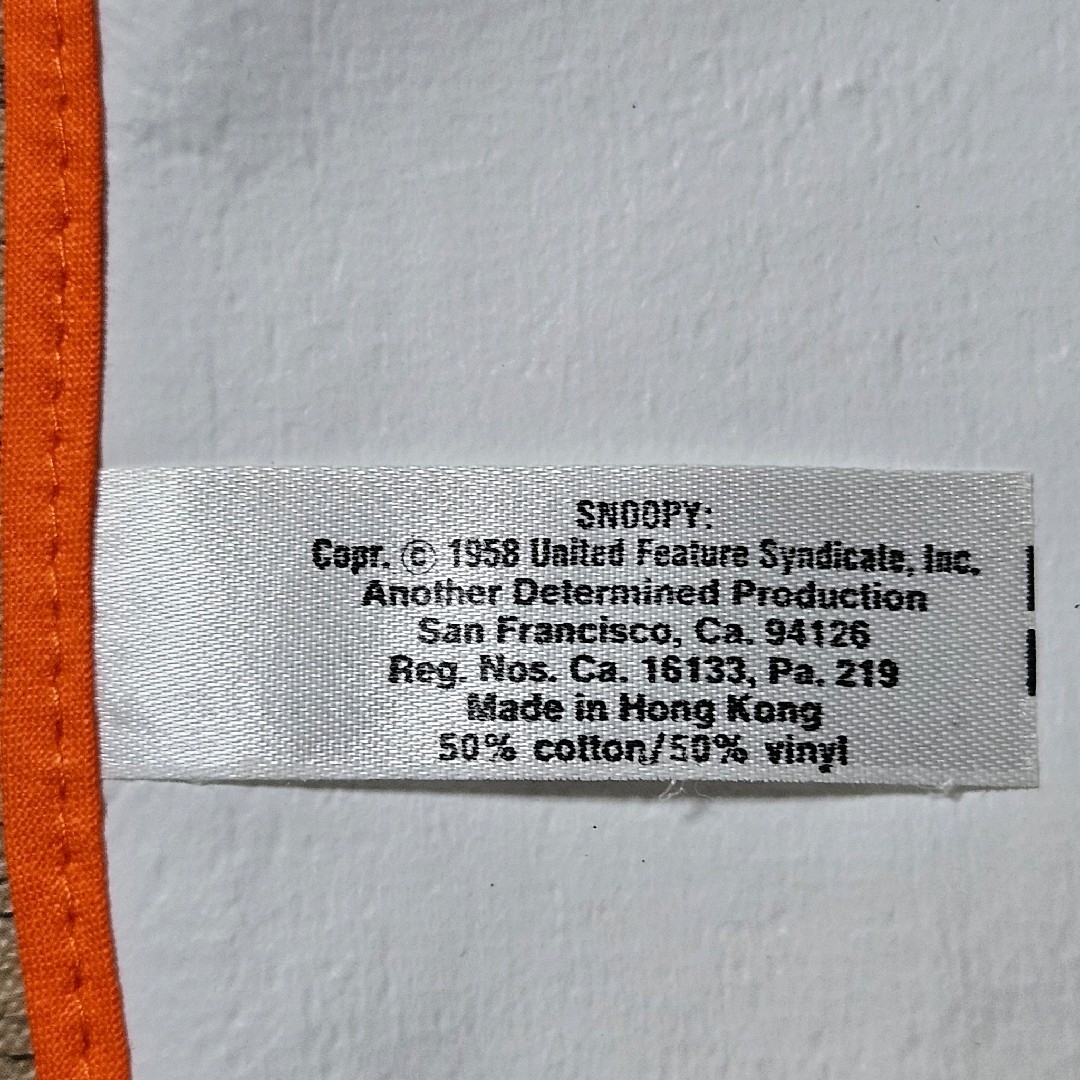 SNOOPY:
Copr. © 1958 United Feature Syndicate, Inc.
Another Determined Production
San Francisco, Ca. 94126
Reg. Nos. Ca. 16133, Pa. 219
Made in Hong Kong
50% cotton/50% vinyl